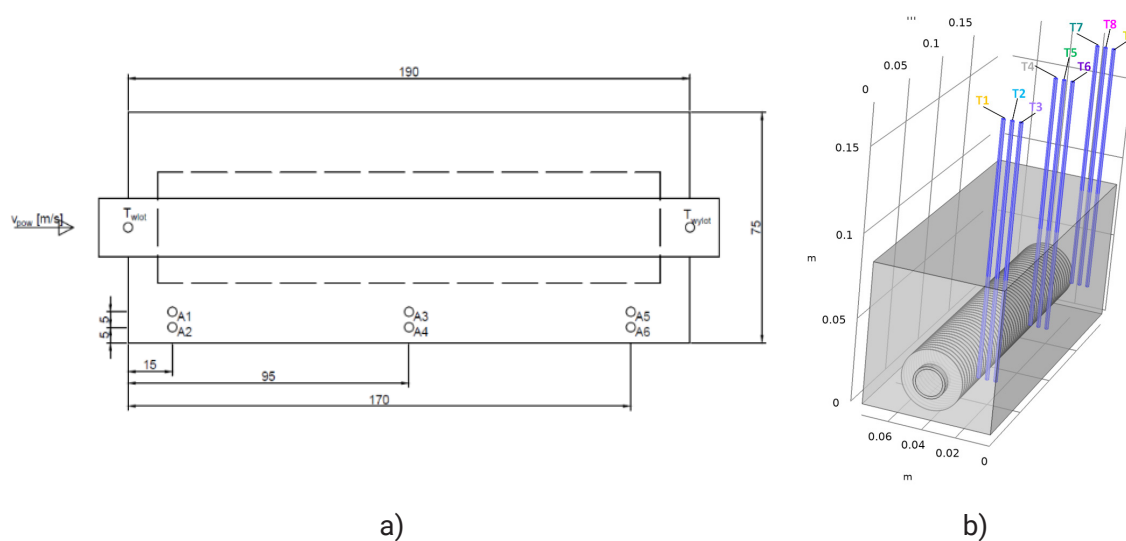 190
75
v_pow [m/s]
T_wlot
T_wylot
A1
A2
A3
A4
A5
A6
5
5
15
95
170
a)
0.15
0.1
0.05
0
T7
T8
T4
T5
T6
T1
T2
T3
0.15
0.1
m
0.05
0
0.06
0.04
0.02
0
m
b)